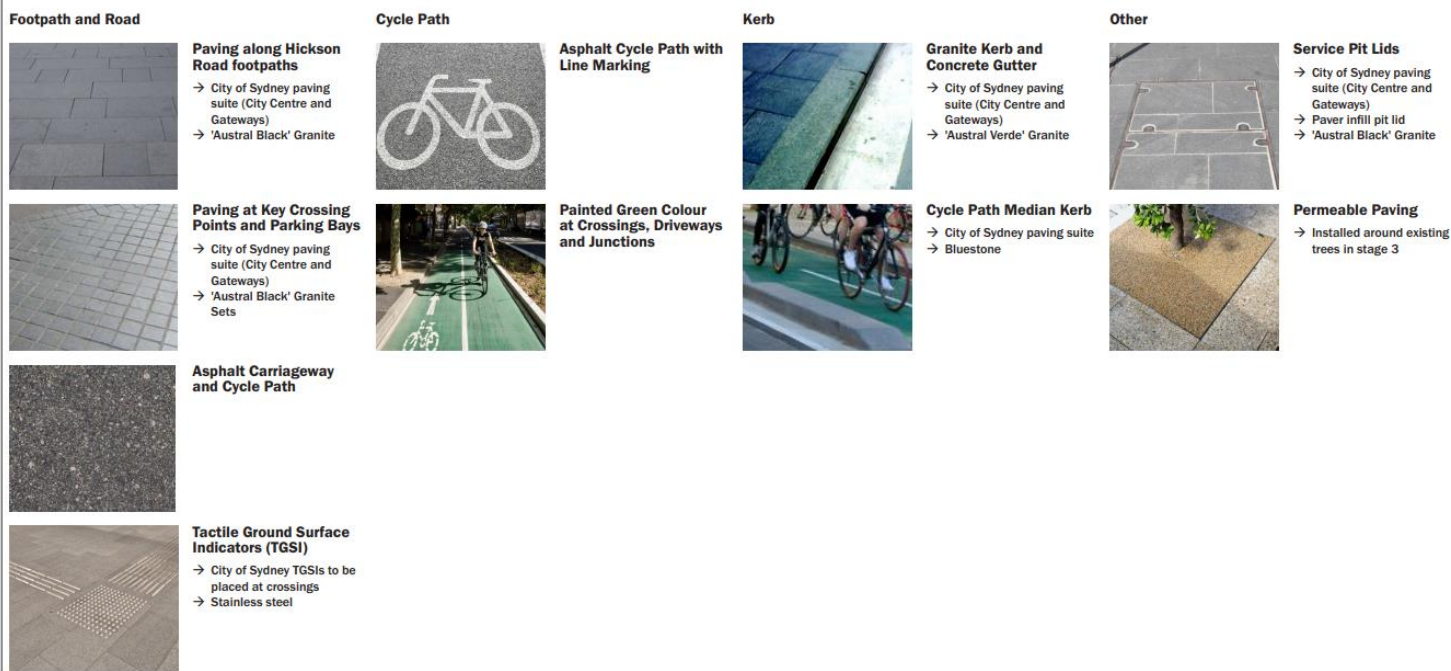 Footpath and Road
Paving along Hickson
Road footpaths
→ City of Sydney paving
suite (City Centre and
Gateways)
→ 'Austral Black' Granite
Paving at Key Crossing
Points and Parking Bays
→ City of Sydney paving
suite (City Centre and
Gateways)
→ 'Austral Black' Granite
Sets
Asphalt Carriageway
and Cycle Path
Tactile Ground Surface
Indicators (TGSI)
→ City of Sydney TGSIs to be
placed at crossings
→ Stainless steel
Cycle Path
Asphalt Cycle Path with
Line Marking
Painted Green Colour
at Crossings, Driveways
and Junctions
Kerb
Granite Kerb and
Concrete Gutter
→ City of Sydney paving
suite (City Centre and
Gateways)
→ 'Austral Verde' Granite
Cycle Path Median Kerb
→ City of Sydney paving suite
→ Bluestone
Other
Service Pit Lids
→ City of Sydney paving
suite (City Centre and
Gateways)
→ Paver infill pit lid
→ 'Austral Black' Granite
Permeable Paving
→ Installed around existing
trees in stage 3